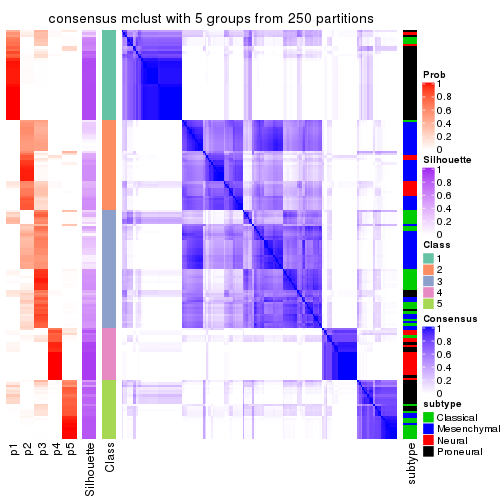 consensus mclust with 5 groups from 250 partitions
Prob
1
0.8
0.6
0.4
0.2
0
Silhouette
1
0.8
0.6
0.4
0.2
0
Class
1
2
3
4
5
Consensus
1
0.8
0.6
0.4
0.2
0
subtype
Classical
Mesenchymal
Neural
Proneural
p1
p2
p3
p4
p5
Silhouette
Class
subtype